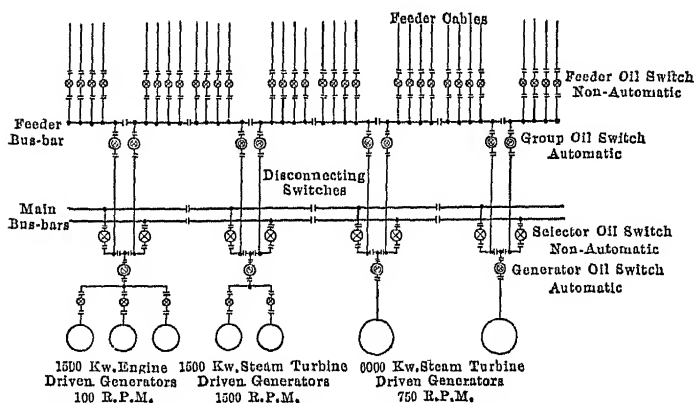 Feeder Cables
Feeder Oil Switch
Non-Automatic
Feeder
Bus-bar
Group Oil Switch
Automatic
Disconnecting
Switches
Main
Bus-bars
Selector Oil Switch
Non-Automatic
Generator Oil Switch
Automatic
1500 Kw. Engine
Driven Generators
100 R.P.M.
1500 Kw. Steam Turbine
Driven Generators
1500 R.P.M.
6000 Kw. Steam Turbine
Driven Generators
750 R.P.M.